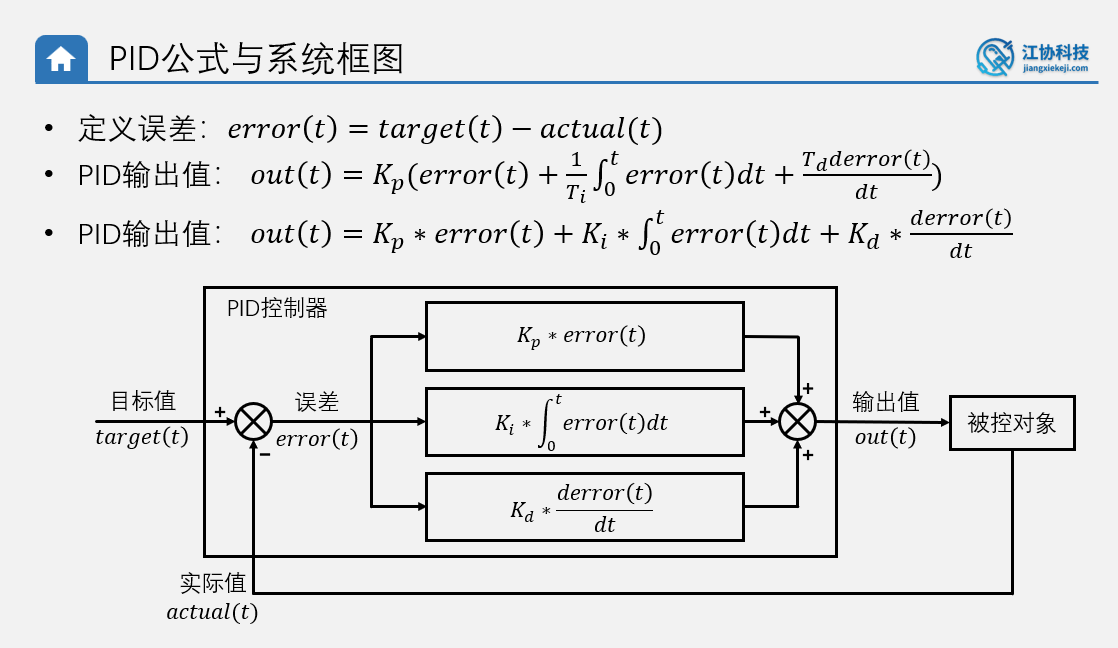 PID公式与系统框图
江协科技
jiangxiekeji.com
• 定义误差：error(t) = target(t) − actual(t)
• PID输出值： out(t) = K_p(error(t) + \frac{1}{T_i}∫_0^t error(t)dt + \frac{T_d derror(t)}{dt})
• PID输出值： out(t) = K_p * error(t) + K_i * ∫_0^t error(t)dt + K_d * \frac{derror(t)}{dt}
PID控制器
K_p * error(t)
目标值
target(t)
+
−
误差
error(t)
K_i * ∫_0^t error(t)dt
+
+
+
输出值
out(t)
被控对象
K_d * \frac{derror(t)}{dt}
实际值
actual(t)